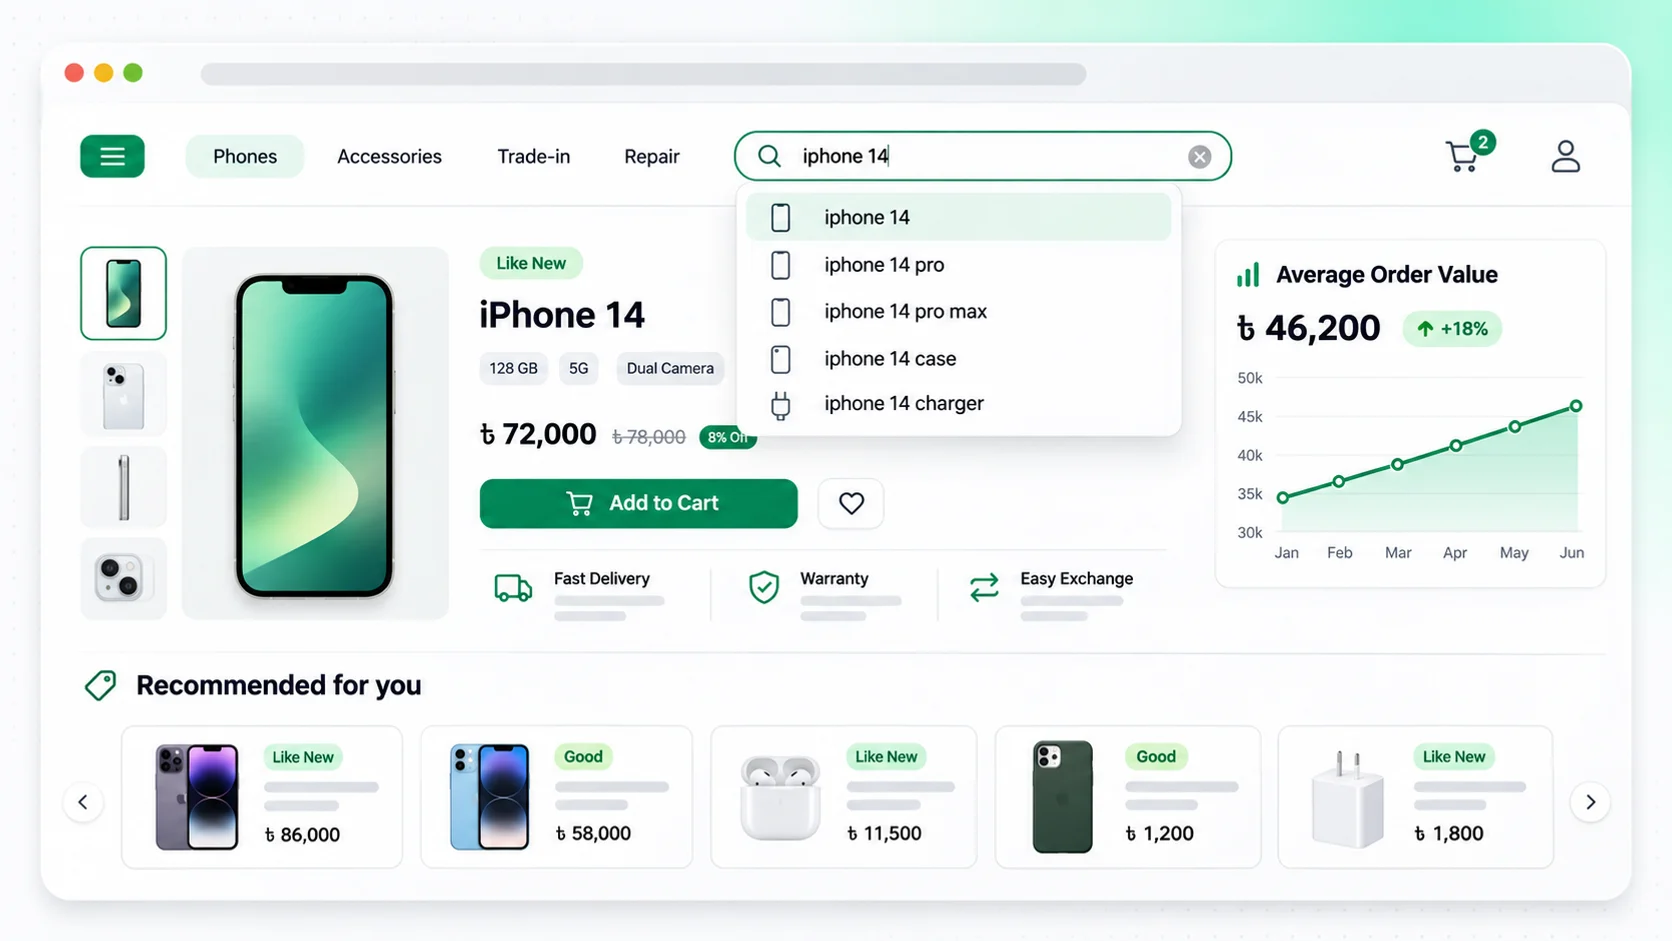 Phones
Accessories
Trade-in
Repair
iphone 14
2
iphone 14
iphone 14 pro
iphone 14 pro max
iphone 14 case
iphone 14 charger
Like New
iPhone 14
128 GB
5G
Dual Camera
৳ 72,000
৳ 78,000
8% Off
Add to Cart
Fast Delivery
Warranty
Easy Exchange
Average Order Value
৳ 46,200
+18%
50k
45k
40k
35k
30k
Jan Feb Mar Apr May Jun
Recommended for you
Like New
৳ 86,000
Good
৳ 58,000
Like New
৳ 11,500
Good
৳ 1,200
Like New
৳ 1,800